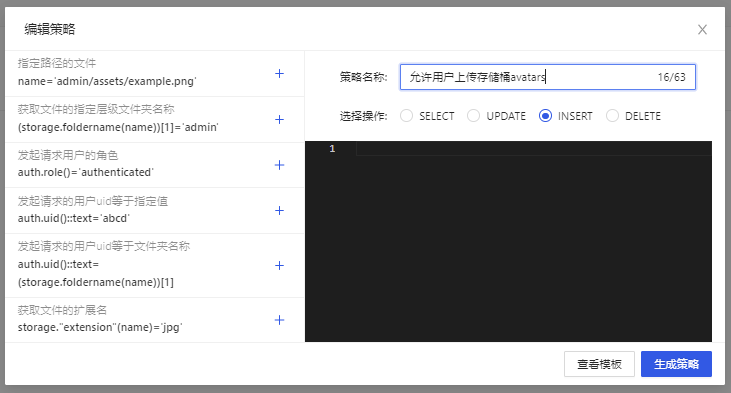 编辑策略
指定路径的文件
name='admin/assets/example.png'
获取文件的指定层级文件夹名称
(storage.foldername(name))[1]='admin'
发起请求用户的角色
auth.role()='authenticated'
发起请求的用户uid等于指定值
auth.uid()::text='abcd'
发起请求的用户uid等于文件夹名称
auth.uid()::text=
(storage.foldername(name))[1]
获取文件的扩展名
storage."extension"(name)='jpg'
策略名称: 允许用户上传存储桶avatars 16/63
选择操作: SELECT UPDATE INSERT DELETE
1
查看模板 生成策略